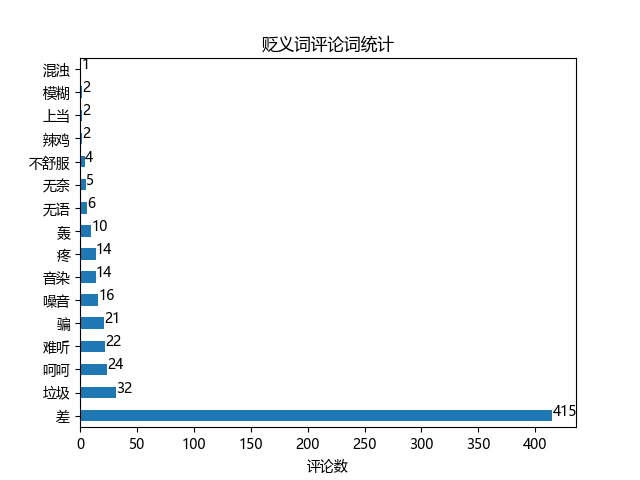 贬义词评论词统计
混浊 1
模糊 2
上当 2
辣鸡 2
不舒服 4
无奈 5
无语 6
轰 10
疼 14
音染 14
噪音 16
骗 21
难听 22
呵呵 24
垃圾 32
差 415
0 50 100 150 200 250 300 350 400
评论数